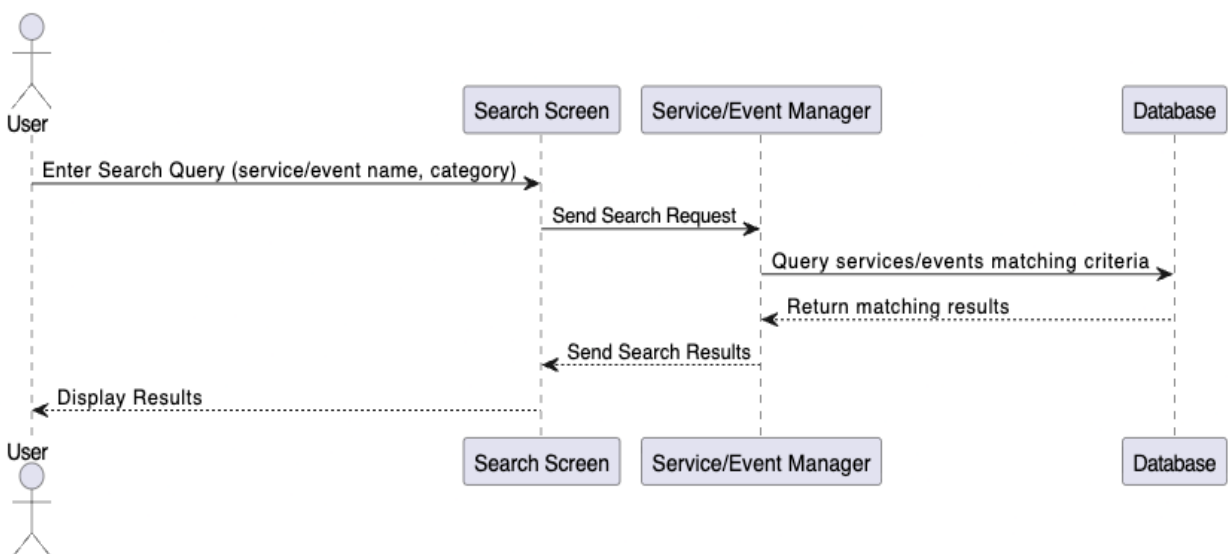 User
Search Screen
Service/Event Manager
Database
Enter Search Query (service/event name, category)
Send Search Request
Query services/events matching criteria
Return matching results
Send Search Results
Display Results
User
Search Screen
Service/Event Manager
Database